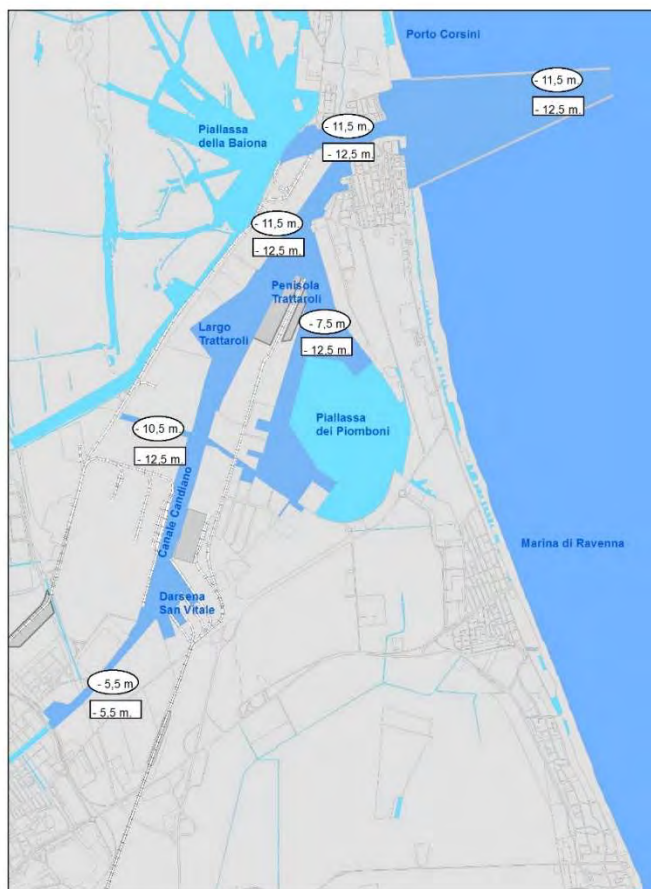 Porto Corsini
- 11,5 m.
- 12,5 m.
- 11,5 m.
- 12,5 m.
Piallassa
della Baiona
- 11,5 m.
- 12,5 m.
Penisola
Trattaroli
Largo
Trattaroli
- 7,5 m
- 12,5 m.
Piallassa
dei Piomboni
- 10,5 m.
- 12,5 m.
Canale Candiano
Marina di Ravenna
Darsena
San Vitale
- 5,5 m
- 5,5 m.